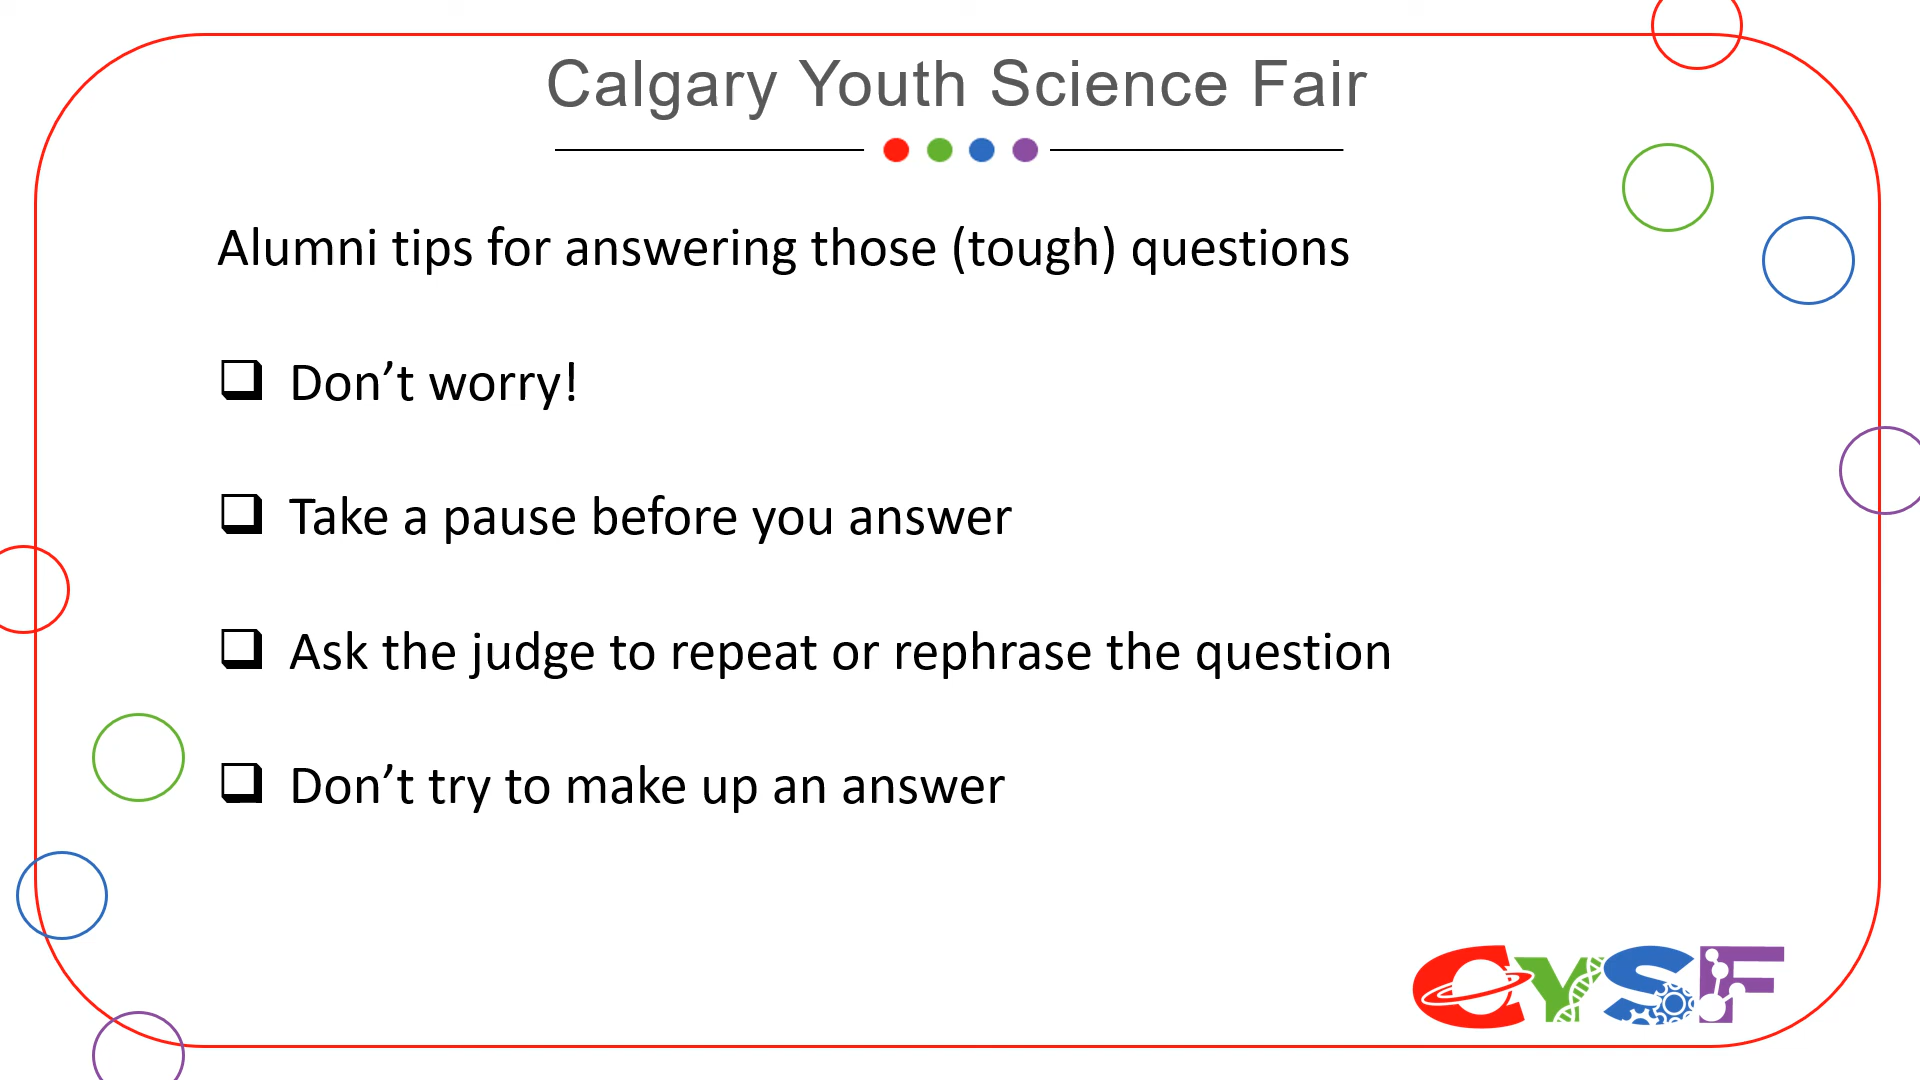 Calgary Youth Science Fair
Alumni tips for answering those (tough) questions
Don’t worry!
Take a pause before you answer
Ask the judge to repeat or rephrase the question
Don’t try to make up an answer
CYSF